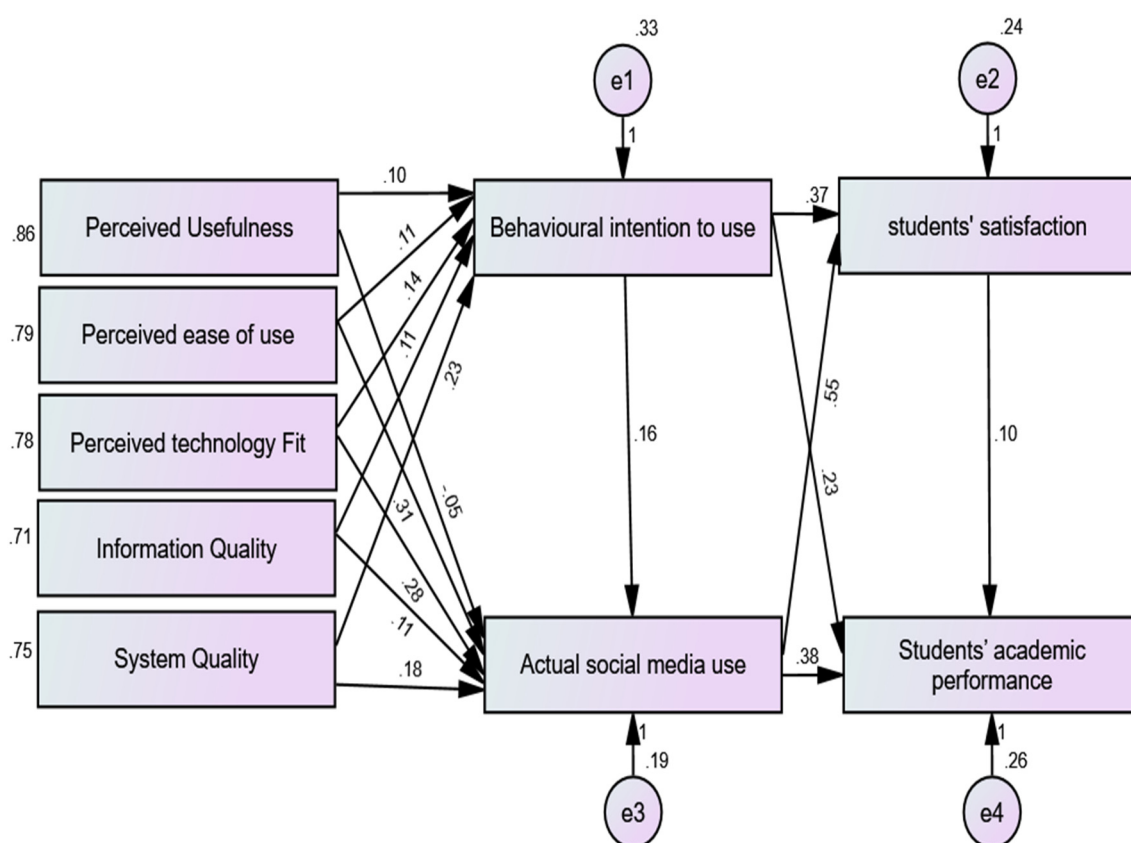 .33
.24
e1
e2
1
1
.10
.37
.86
Perceived Usefulness
Behavioural intention to use
students' satisfaction
.11
.14
.79
Perceived ease of use
.11
.23
.55
.78
Perceived technology Fit
.16
.10
.23
-.05
.31
.71
Information Quality
.28
.11
.75
System Quality
.18
Actual social media use
.38
Students’ academic
performance
1
1
.19
.26
e3
e4